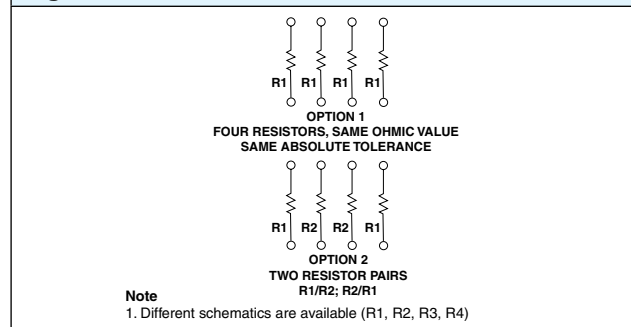 R1 R1 R1 R1
OPTION 1
FOUR RESISTORS, SAME OHMIC VALUE
SAME ABSOLUTE TOLERANCE
R1 R2 R2 R1
OPTION 2
TWO RESISTOR PAIRS
R1/R2; R2/R1
Note
1. Different schematics are available (R1, R2, R3, R4)